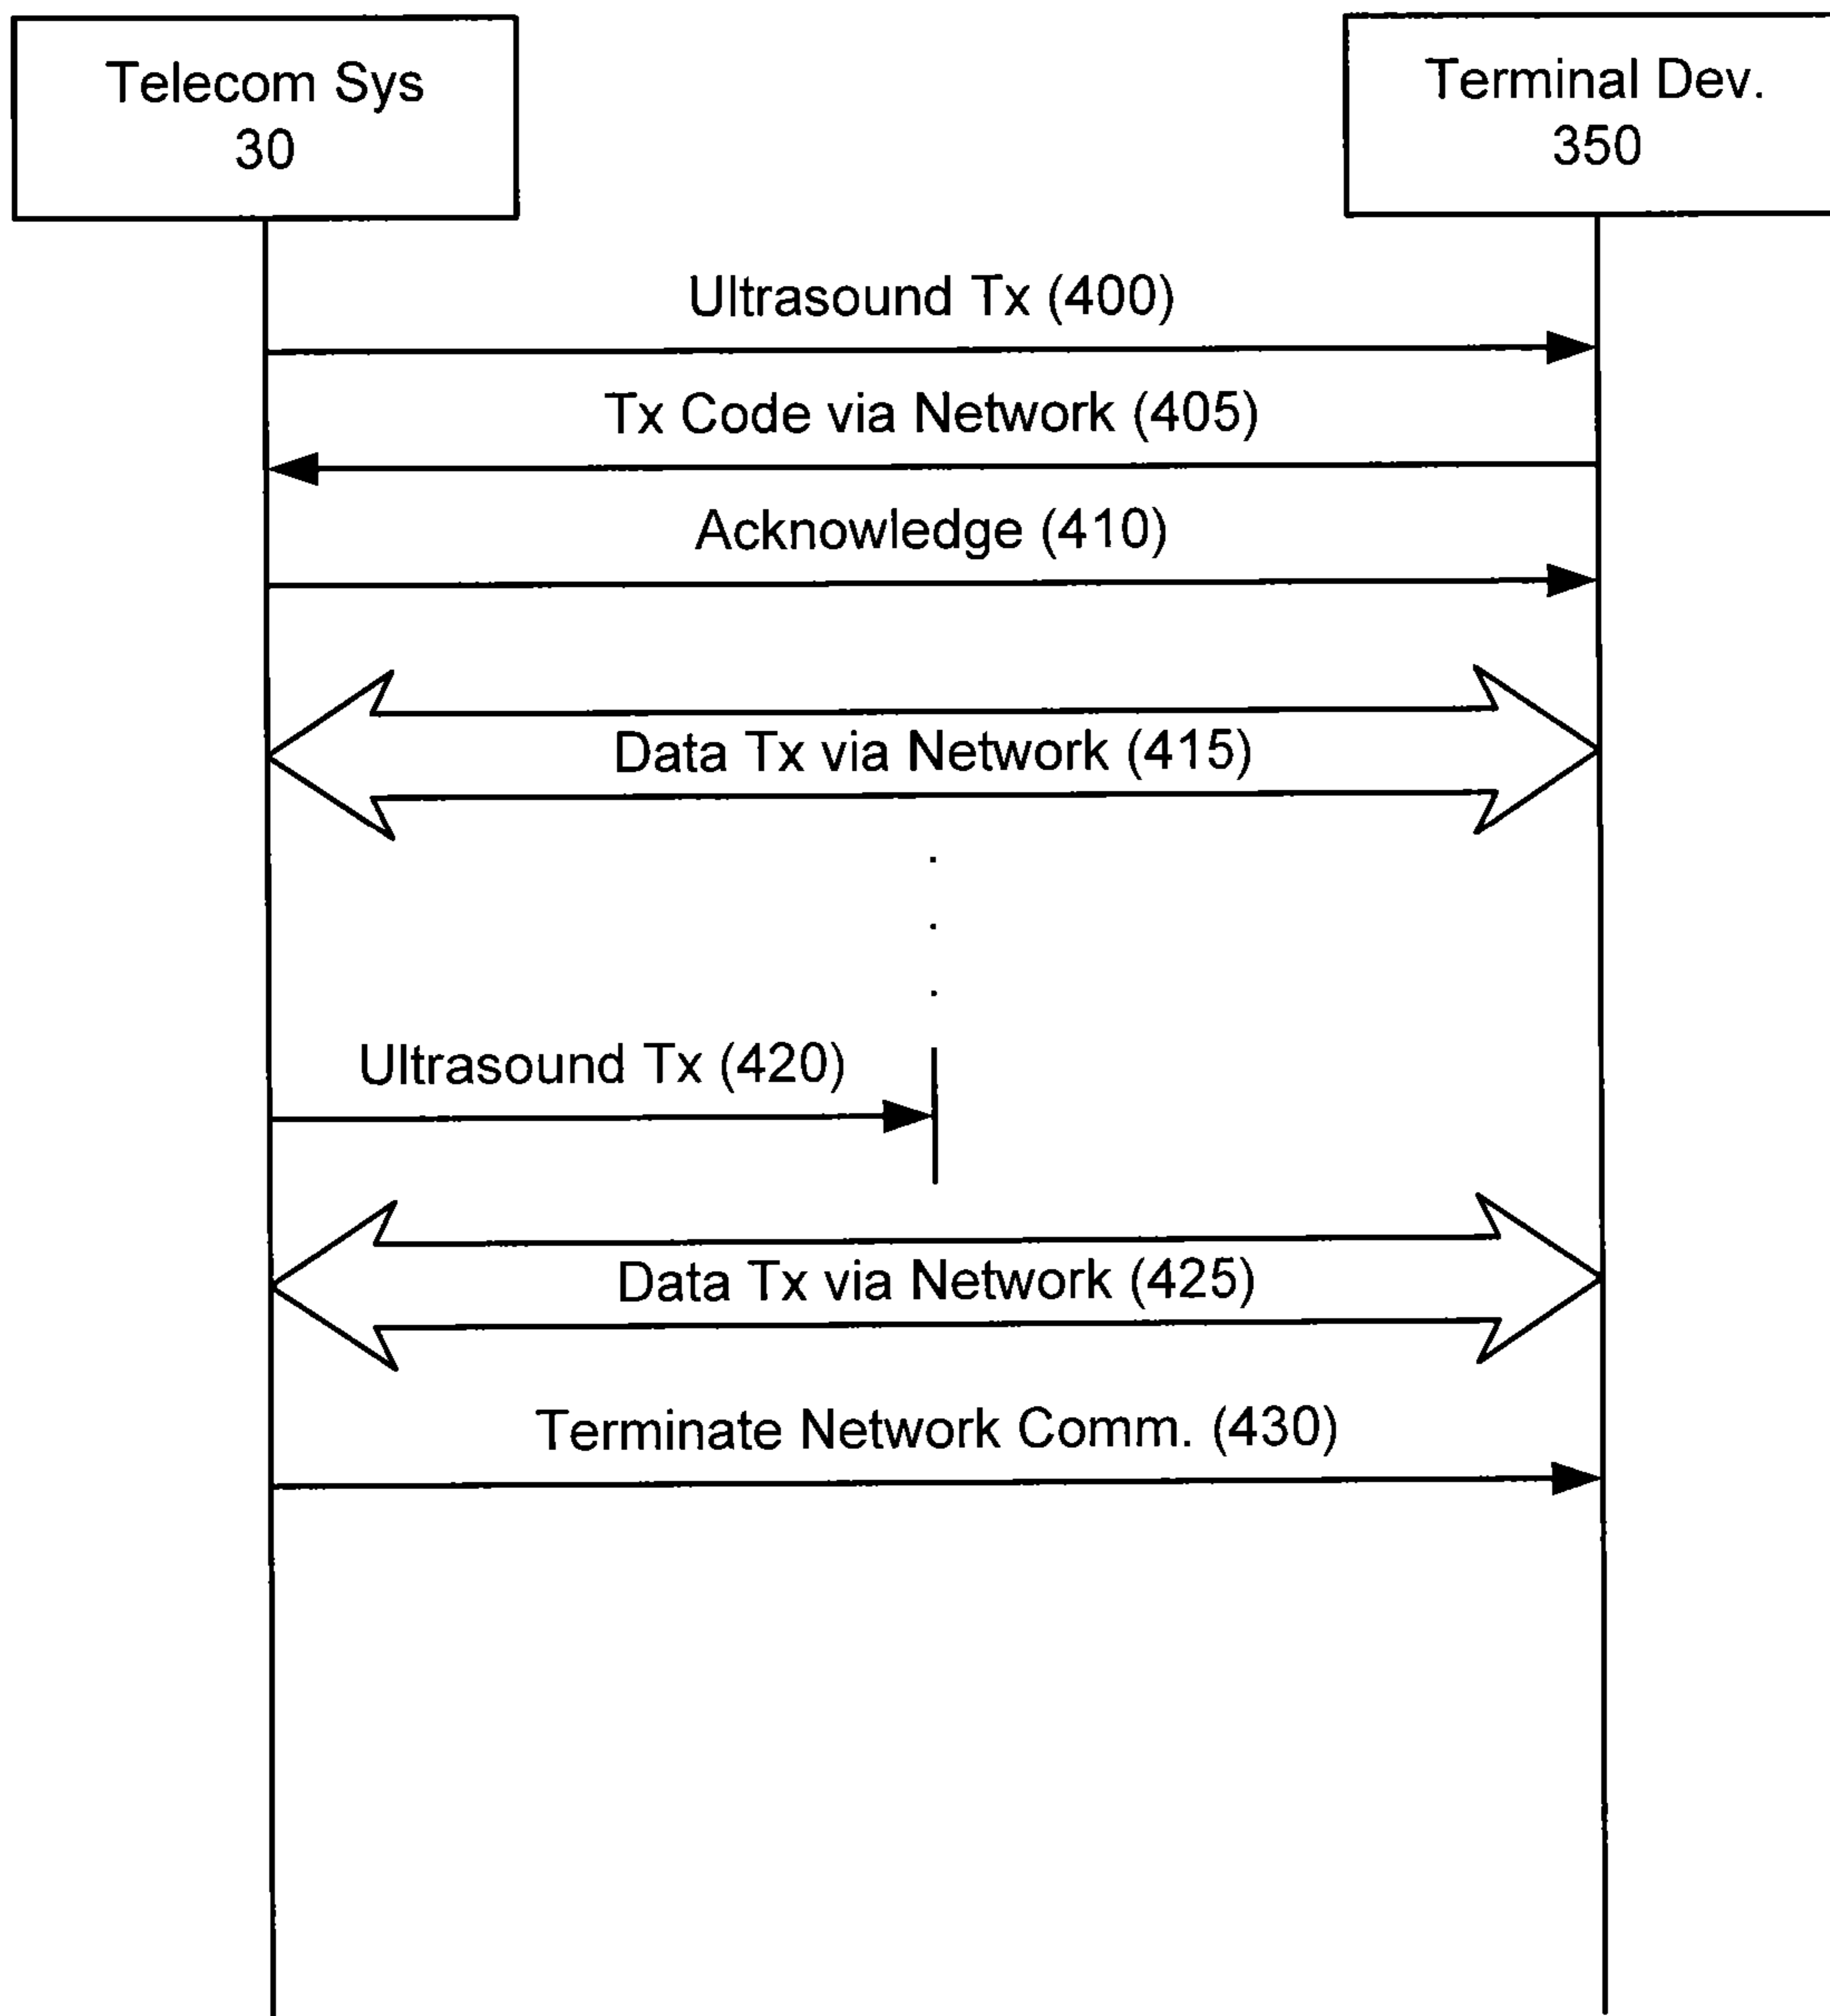 Telecom Sys
30
Terminal Dev.
350
Ultrasound Tx (400)
Tx Code via Network (405)
Acknowledge (410)
Data Tx via Network (415)
Ultrasound Tx (420)
Data Tx via Network (425)
Terminate Network Comm. (430)